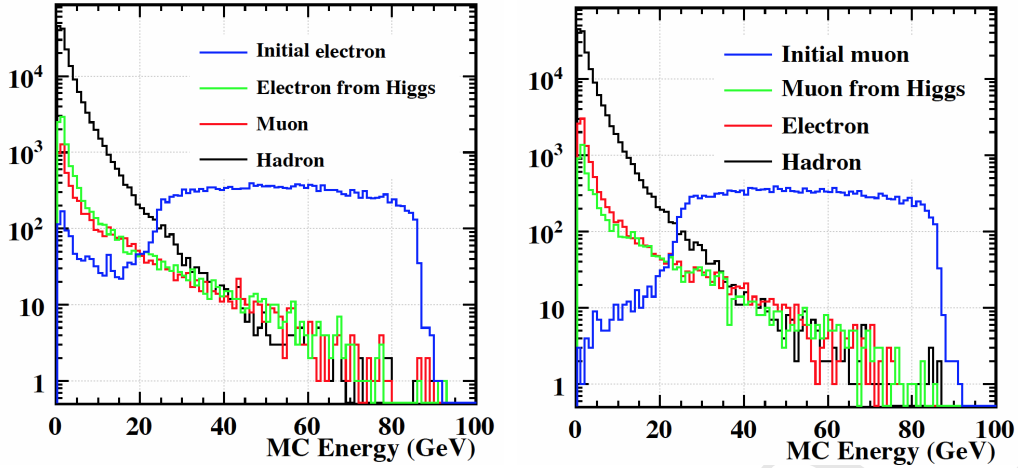 10⁴
10³
10²
10
1
Initial electron
Electron from Higgs
Muon
Hadron
0 20 40 60 80 100
MC Energy (GeV)
10⁴
10³
10²
10
1
Initial muon
Muon from Higgs
Electron
Hadron
0 20 40 60 80 100
MC Energy (GeV)